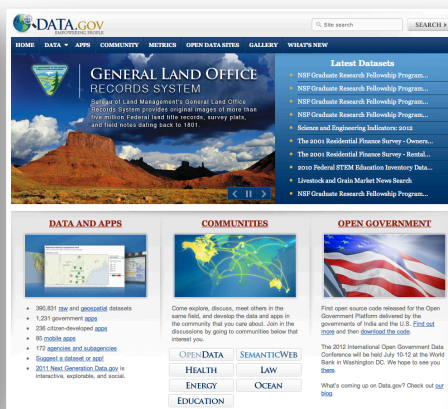 DATA.GOV
EMPOWERING PEOPLE
Site search
SEARCH
HOME DATA APPS COMMUNITY METRICS OPEN DATA SITES GALLERY WHAT'S NEW
GENERAL LAND OFFICE
RECORDS SYSTEM
Bureau of Land Management's General Land Office
Records System provides original images of more than
five million Federal land title records, survey plats,
and field notes dating back to 1801.
Latest Datasets
NSF Graduate Research Fellowship Program...
NSF Graduate Research Fellowship Program...
NSF Graduate Research Fellowship Program...
NSF Graduate Research Fellowship Program...
Science and Engineering Indicators: 2012
The 2001 Residential Finance Survey - Owners...
The 2001 Residential Finance Survey - Rental...
2010 Federal STEM Education Inventory Data...
Livestock and Grain Market News Search
NSF Graduate Research Fellowship Program...
DATA AND APPS
390,831 raw and geospatial datasets
1,231 government apps
236 citizen-developed apps
85 mobile apps
172 agencies and subagencies
Suggest a dataset or app!
2011 Next Generation Data.gov is
interactive, explorable, and social.
COMMUNITIES
Come explore, discuss, meet others in the
same field, and develop the data and apps in
the community that you care about. Join in the
discussions by going to communities below that
interest you.
OPENDATA SEMANTICWEB
HEALTH LAW
ENERGY OCEAN
EDUCATION
OPEN GOVERNMENT
First open source code released for the Open
Government Platform delivered by the
governments of India and the U.S. Find out
more and then download the code.
The 2012 International Open Government Data
Conference will be held July 10-12 at the World
Bank in Washington DC. We hope to see you
there.
What's coming up on Data.gov? Check out our
blog.